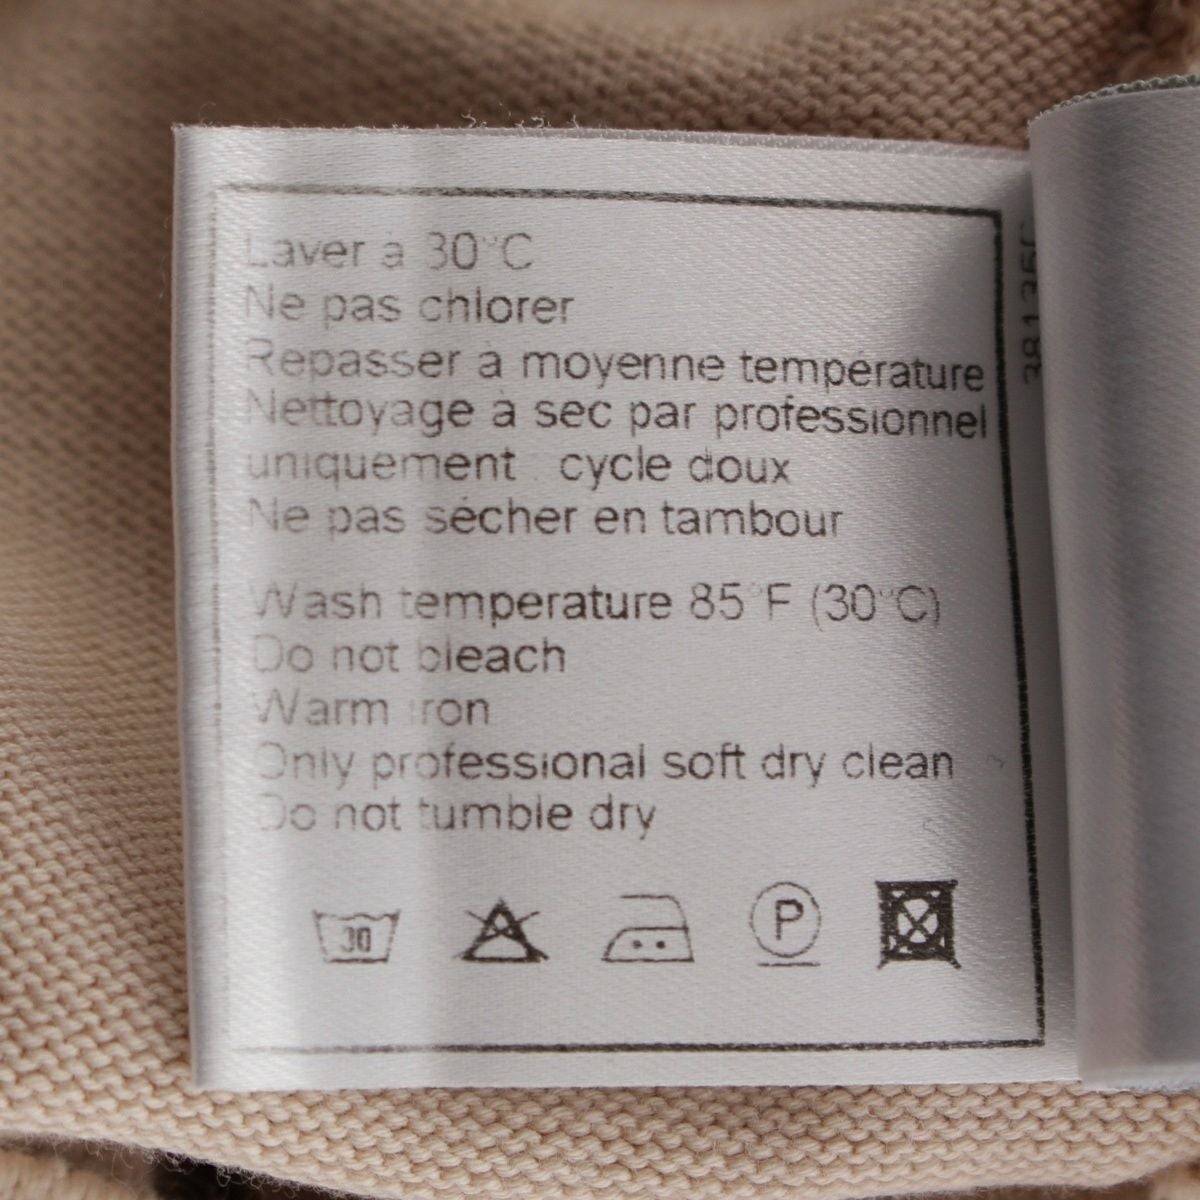 Laver à 30°C
Ne pas chlorer
Repasser à moyenne température
Nettoyage à sec par professionnel
uniquement : cycle doux
Ne pas sécher en tambour
Wash temperature 85°F (30°C)
Do not bleach
Warm iron
Only professional soft dry clean
Do not tumble dry
30
P